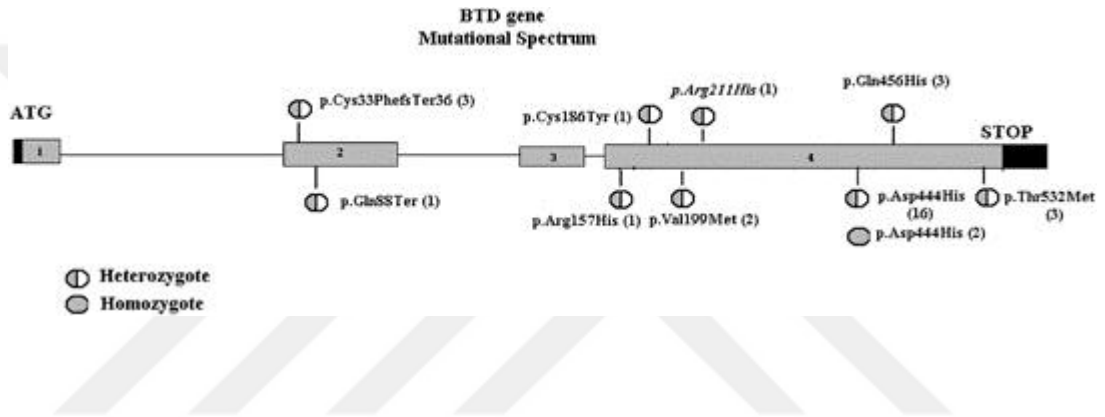 BTD gene
Mutational Spectrum
ATG
p.Cys33PhefsTer36 (3)
p.Cys186Tyr (1)
p.Arg211His (1)
p.Gln456His (3)
STOP
1
2
3
4
p.Gln88Ter (1)
p.Arg157His (1)
p.Val199Met (2)
p.Asp444His
(16)
p.Thr532Met
(3)
p.Asp444His (2)
Heterozygote
Homozygote